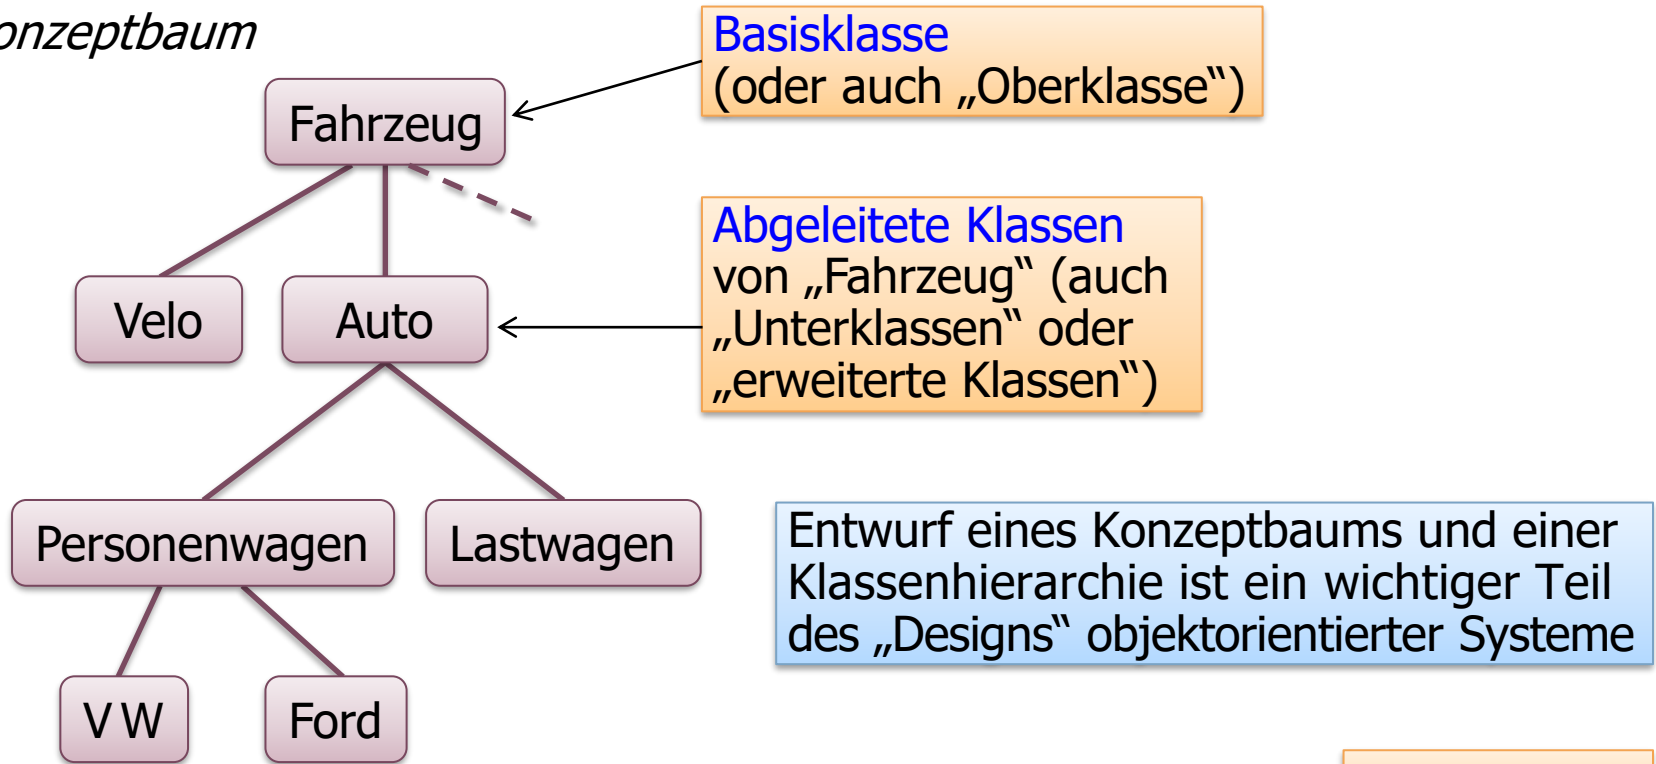 onzeptbaum
Basisklasse
(oder auch „Oberklasse“)
Fahrzeug
Abgeleitete Klassen
von „Fahrzeug“ (auch
„Unterklassen“ oder
„erweiterte Klassen“)
Velo
Auto
Personenwagen
Lastwagen
Entwurf eines Konzeptbaums und einer
Klassenhierarchie ist ein wichtiger Teil
des „Designs“ objektorientierter Systeme
VW
Ford